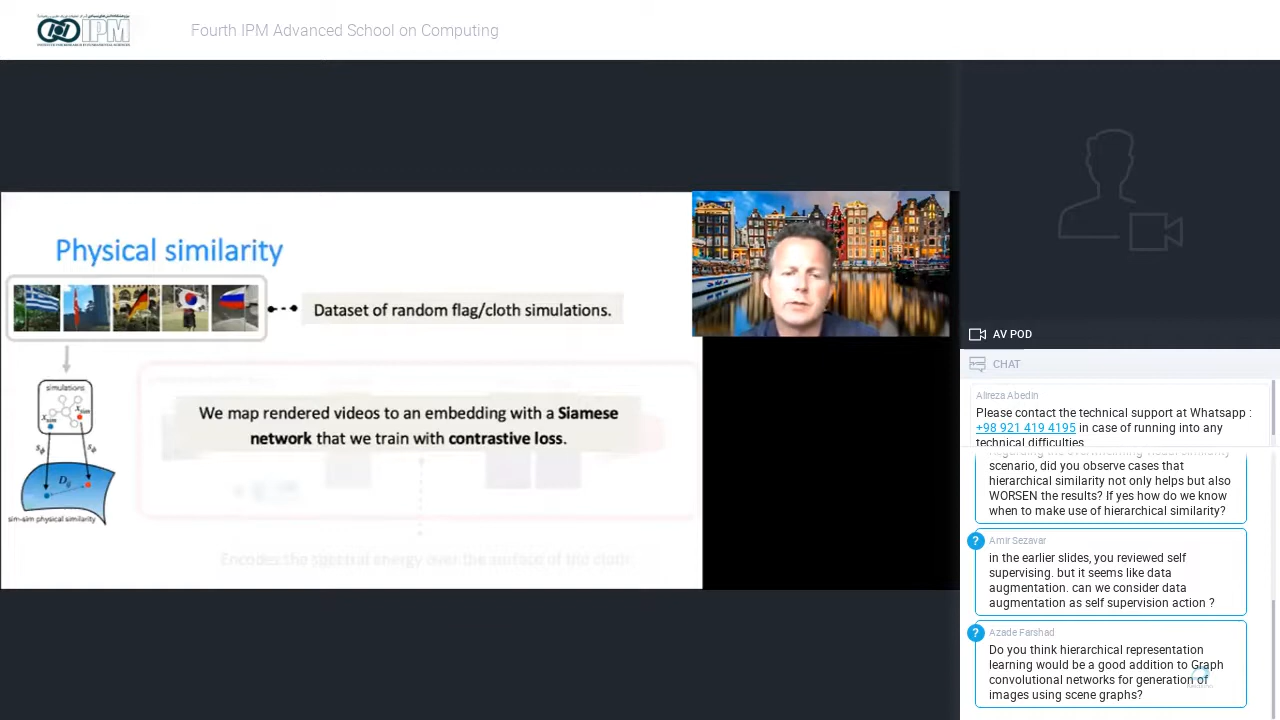 IPM
Fourth IPM Advanced School on Computing
Physical similarity
Dataset of random flag/cloth simulations.
simulations
We map rendered videos to an embedding with a Siamese
network that we train with contrastive loss.
sim-sim physical similarity
Encodes the spectral energy over the surface of the cloth
AV POD
CHAT
Alireza Abedin
Please contact the technical support at Whatsapp :
+98 921 419 4195 in case of running into any
technical difficulties
scenario, did you observe cases that
hierarchical similarity not only helps but also
WORSEN the results? If yes how do we know
when to make use of hierarchical similarity?
?
Amir Sezavar
in the earlier slides, you reviewed self
supervising. but it seems like data
augmentation. can we consider data
augmentation as self supervision action ?
?
Azade Farshad
Do you think hierarchical representation
learning would be a good addition to Graph
convolutional networks for generation of
images using scene graphs?